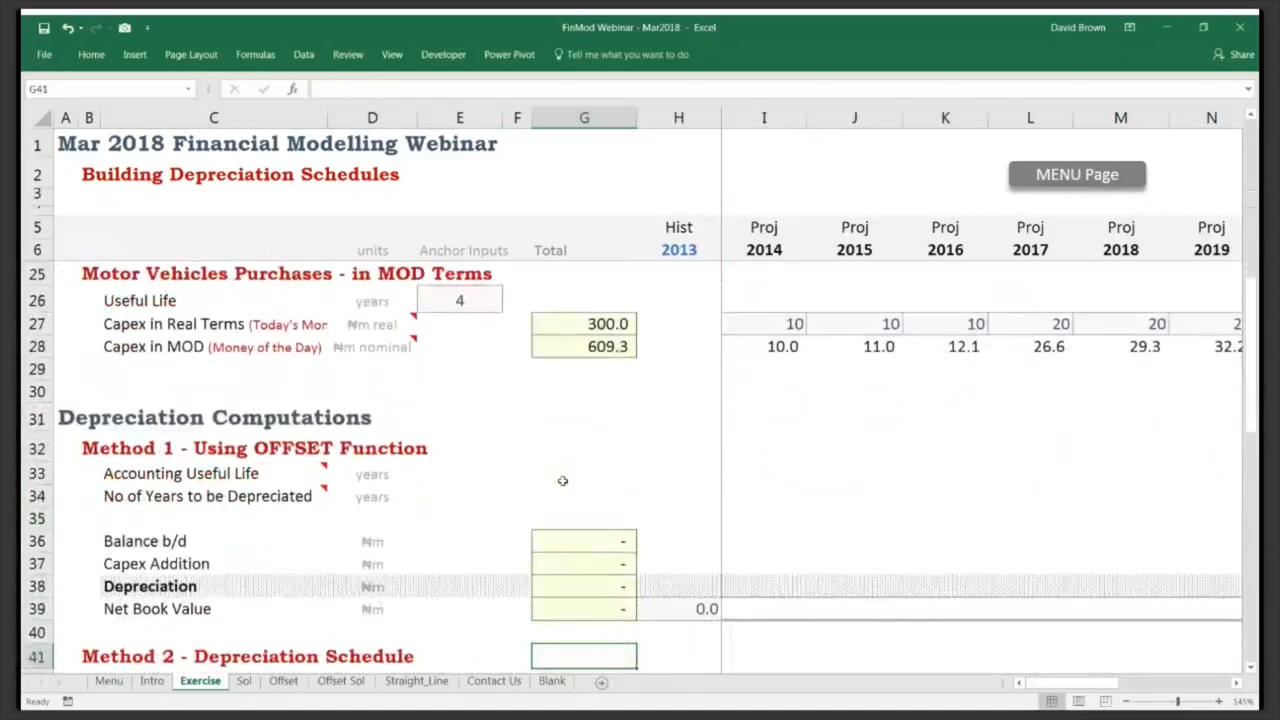 FinMod Webinar - Mar2018 - Excel
David Brown
File Home Insert Page Layout Formulas Data Review View Developer Power Pivot Tell me what you want to do
Share
G41 fx
A B C D E F G H I J K L M N
1 Mar 2018 Financial Modelling Webinar
2 Building Depreciation Schedules MENU Page
3
5 Hist Proj Proj Proj Proj Proj Proj
6 units Anchor Inputs Total 2013 2014 2015 2016 2017 2018 2019
25 Motor Vehicles Purchases - in MOD Terms
26 Useful Life years 4
27 Capex in Real Terms (Today's Mor ₦m real 300.0 10 10 10 20 20 2
28 Capex in MOD (Money of the Day) ₦m nominal 609.3 10.0 11.0 12.1 26.6 29.3 32.2
29
30
31 Depreciation Computations
32 Method 1 - Using OFFSET Function
33 Accounting Useful Life years
34 No of Years to be Depreciated years
35
36 Balance b/d ₦m -
37 Capex Addition ₦m -
38 Depreciation ₦m -
39 Net Book Value ₦m - 0.0
40
41 Method 2 - Depreciation Schedule
Menu Intro Exercise Sol Offset Offset Sol Straight_Line Contact Us Blank
Ready 145%